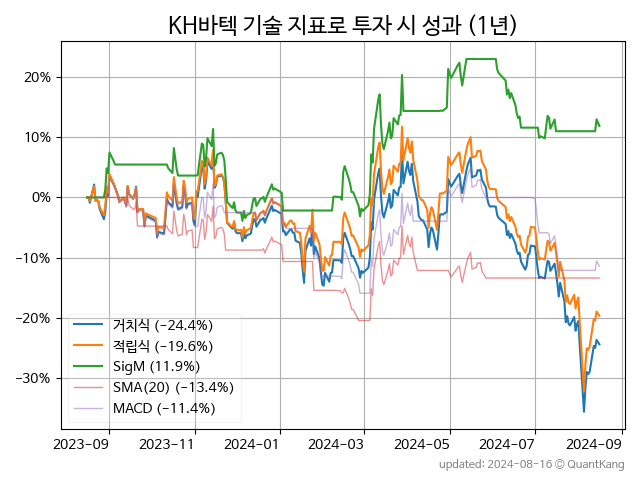 KH바텍 기술 지표로 투자 시 성과 (1년)
20%
10%
0%
−10%
−20%
−30%
거치식 (−24.4%)
적립식 (−19.6%)
SigM (11.9%)
SMA(20) (−13.4%)
MACD (−11.4%)
2023-09 2023-11 2024-01 2024-03 2024-05 2024-07 2024-09
updated: 2024-08-16 © QuantKang